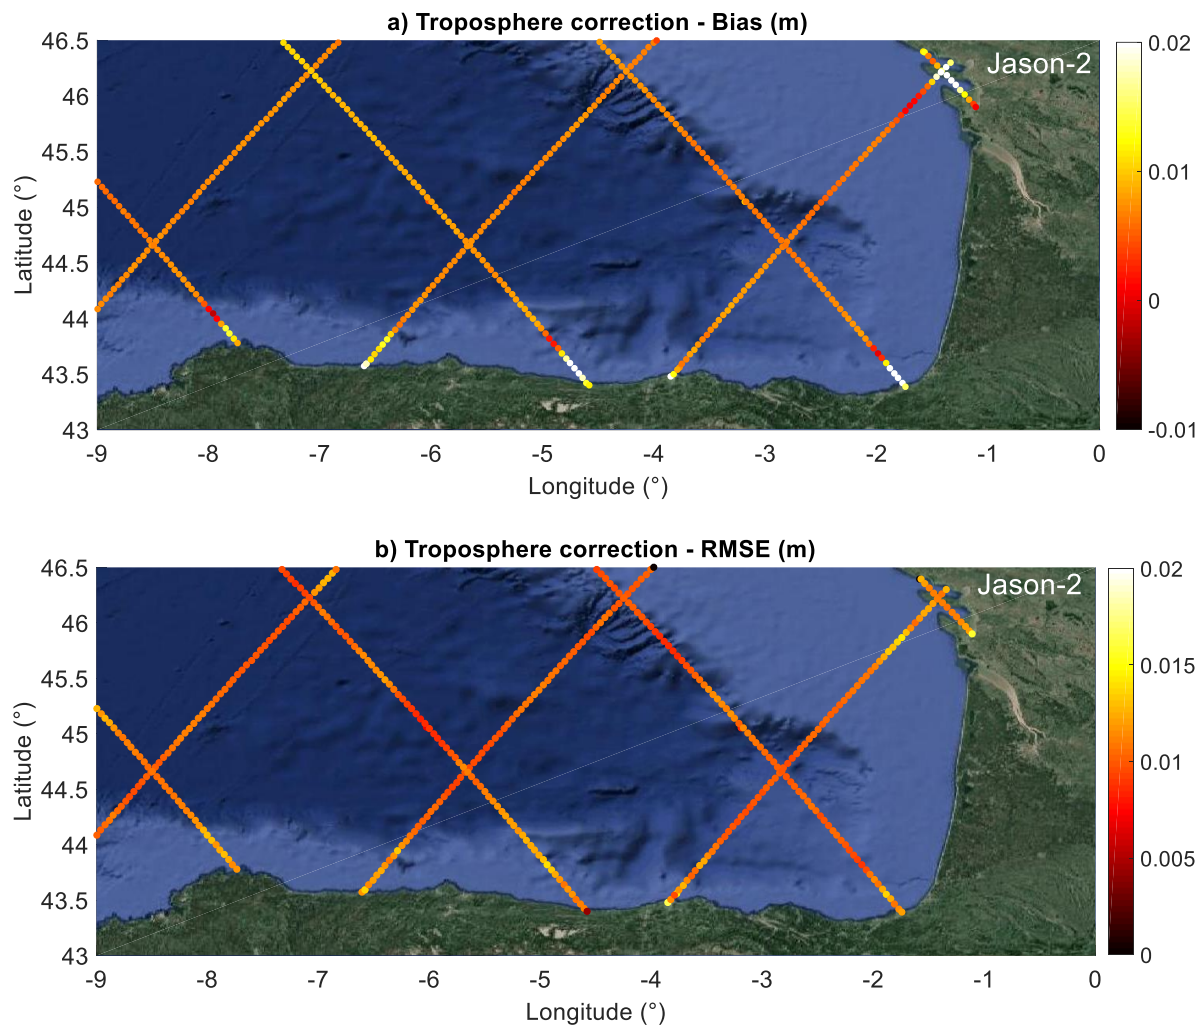 a) Troposphere correction - Bias (m)
Jason-2
Latitude (°)
46.5
46
45.5
45
44.5
44
43.5
43
-9 -8 -7 -6 -5 -4 -3 -2 -1 0
Longitude (°)
0.02
0.01
0
-0.01
b) Troposphere correction - RMSE (m)
Jason-2
Latitude (°)
46.5
46
45.5
45
44.5
44
43.5
43
-9 -8 -7 -6 -5 -4 -3 -2 -1 0
Longitude (°)
0.02
0.015
0.01
0.005
0